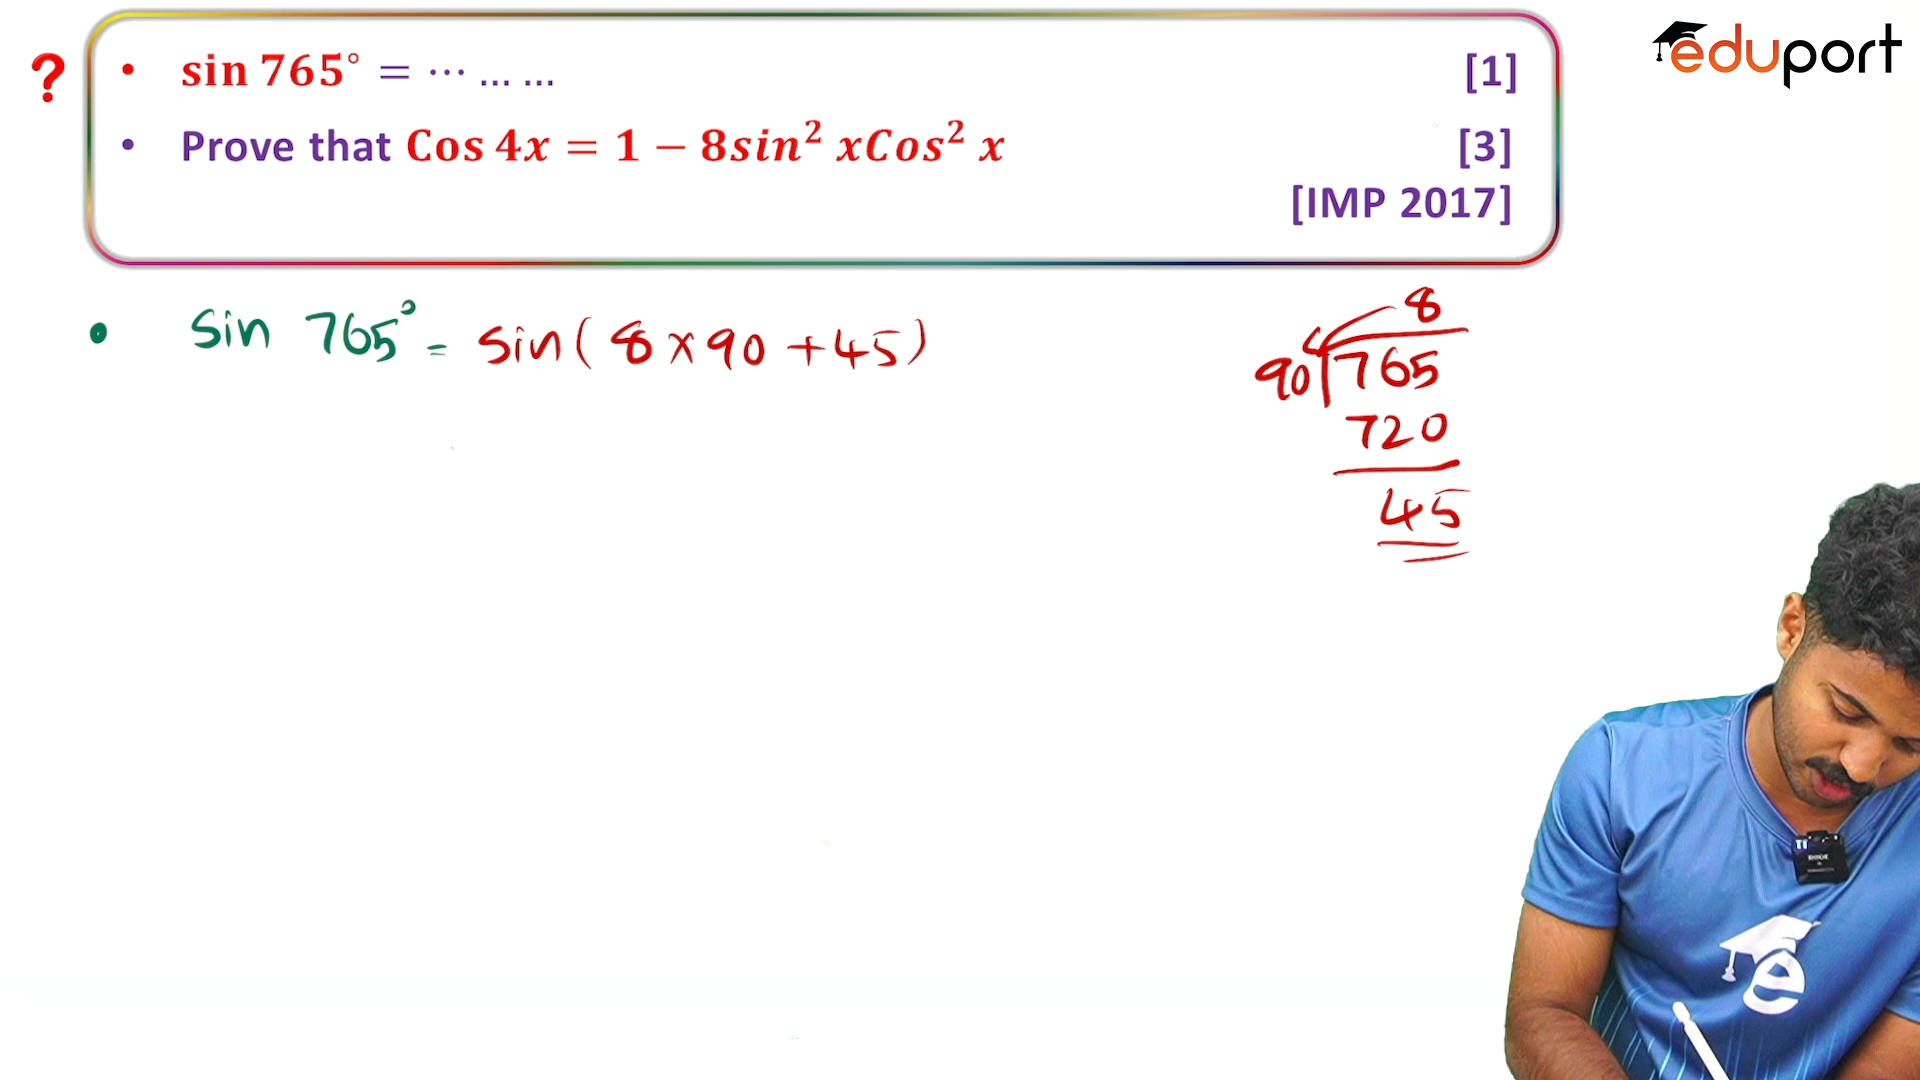 eduport
? • sin 765° = ⋯ … … [1]
• Prove that Cos 4x = 1 − 8sin² xCos² x [3]
[IMP 2017]
• Sin 765° = sin( 8 × 90 + 45)
8
90 765
720
45
e